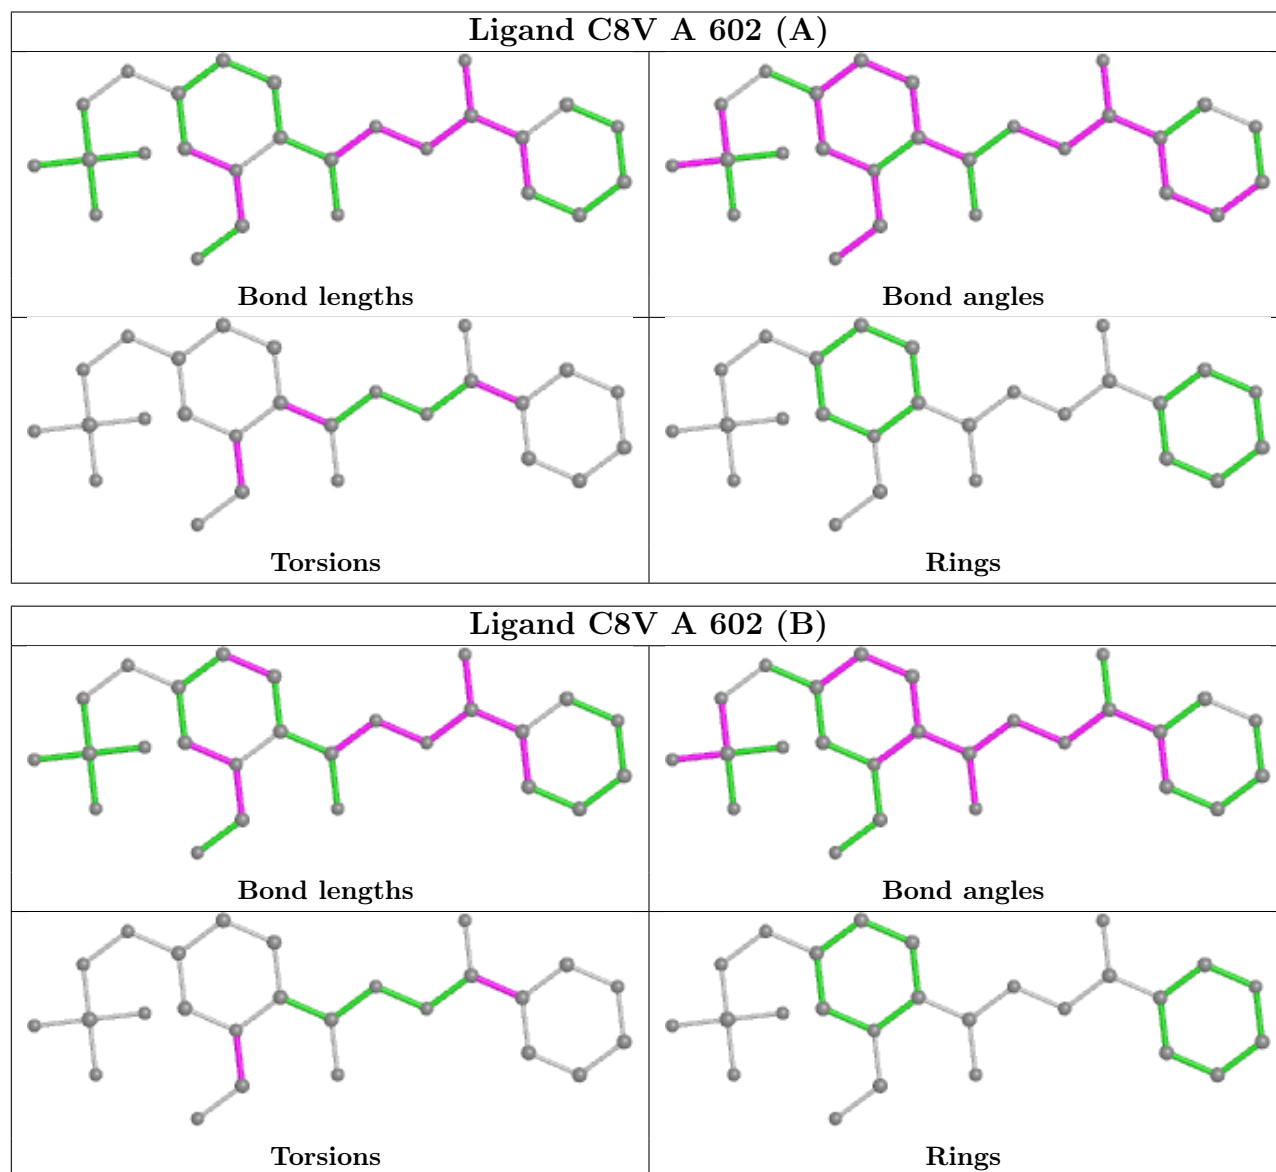 Ligand C8V A 602 (A)
Bond lengths
Bond angles
Torsions
Rings
Ligand C8V A 602 (B)
Bond lengths
Bond angles
Torsions
Rings